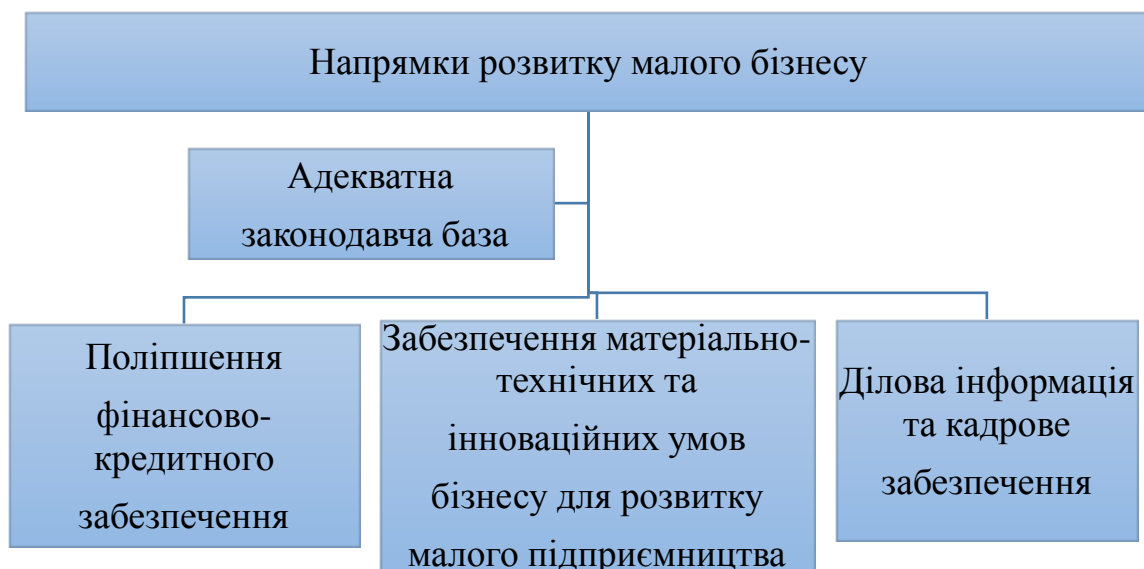 Напрямки розвитку малого бізнесу
Адекватна
законодавча база
Поліпшення
фінансово-
кредитного
забезпечення
Забезпечення матеріально-
технічних та
інноваційних умов
бізнесу для розвитку
малого підприємництва
Ділова інформація
та кадрове
забезпечення